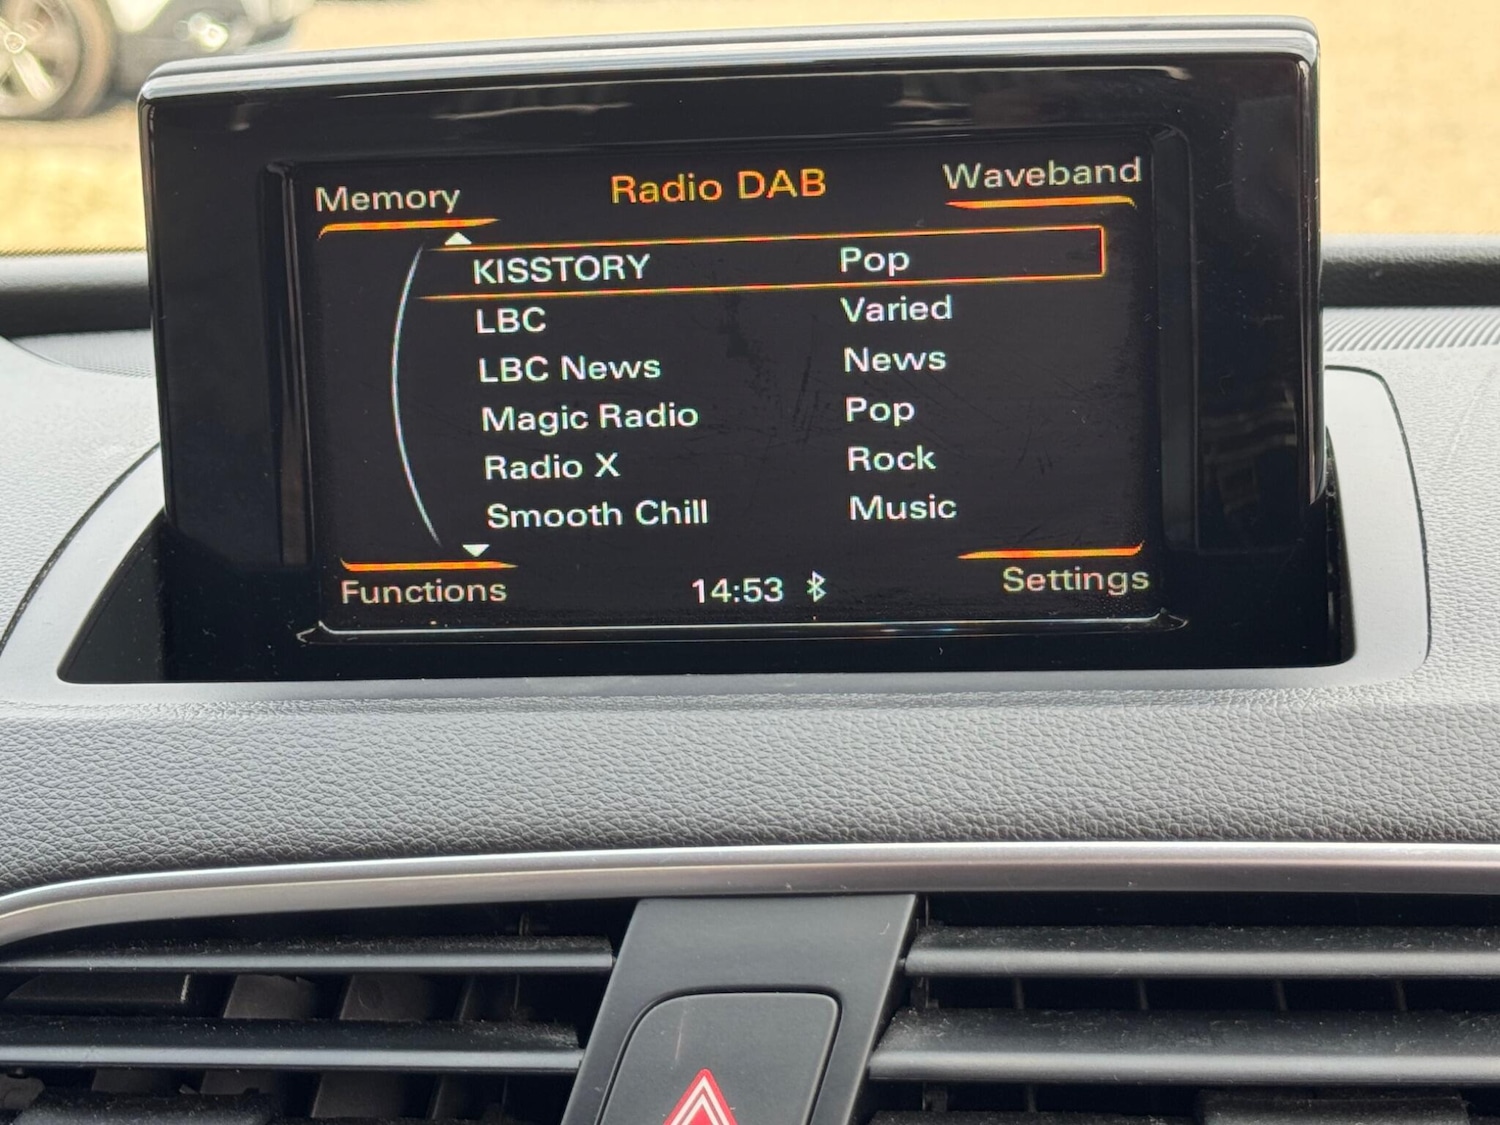 Memory Radio DAB Waveband
KISSTORY Pop
LBC Varied
LBC News News
Magic Radio Pop
Radio X Rock
Smooth Chill Music
Functions 14:53 Settings